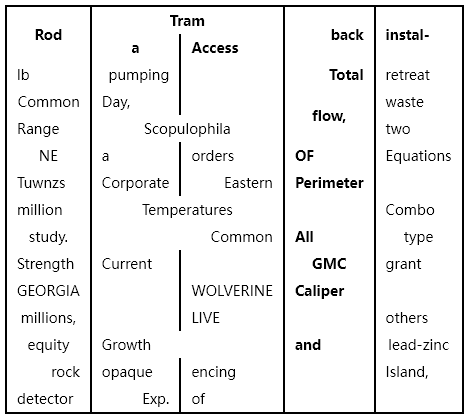 Rod Tram back instal-
a Access
lb pumping Total retreat
Common Day, waste
flow,
Range Scopulophila two
NE a orders OF Equations
Tuwnzs Corporate Eastern Perimeter
million Temperatures Combo
study. Common All type
Strength Current GMC grant
GEORGIA WOLVERINE Caliper
millions, LIVE others
equity Growth and lead-zinc
rock opaque encing Island,
detector Exp. of